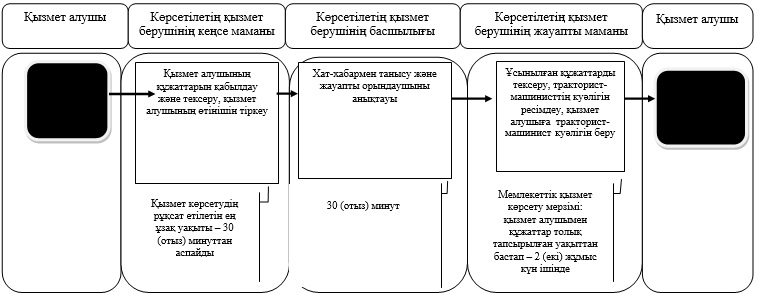 Қызмет алушы
Көрсетілетің қызмет
берушінің кеңсе маманы
Көрсетілетің қызмет
берушінің басшылығы
Көрсетілетің қызмет
берушінің жауапты маманы
Қызмет алушы
Қызмет алушының
құжаттарын қабылдау
және тексеру, қызмет
алушының өтінішін тіркеу
Хат-хабармен танысу және
жауапты орындаушыны
анықтауы
Ұсынылған құжаттарды
тексеру, тракторист-
машинисттің куәлігін
ресімдеу, қызмет
алушыға тракторист-
машинист куәлігін беру
Қызмет көрсетудің
рұқсат етілетін ең
ұзақ уақыты – 30
(отыз) минуттан
аспайды
30 (отыз) минут
Мемлекеттік қызмет
көрсету мерзімі:
қызмет алушымен
құжаттар толық
тапсырылған уақыттан
бастап – 2 (екі) жұмыс
күн ішінде